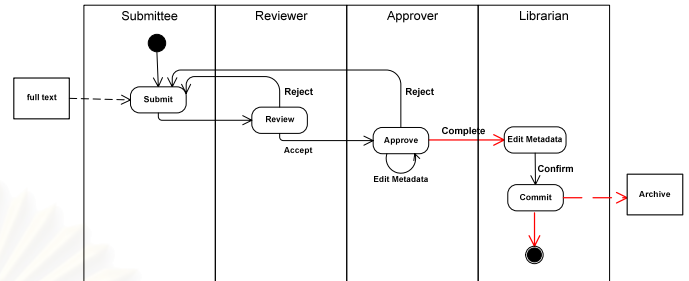 Submittee
Reviewer
Approver
Librarian
full text
Submit
Reject
Reject
Review
Accept
Approve
Edit Metadata
Complete
Edit Metadata
Confirm
Commit
Archive